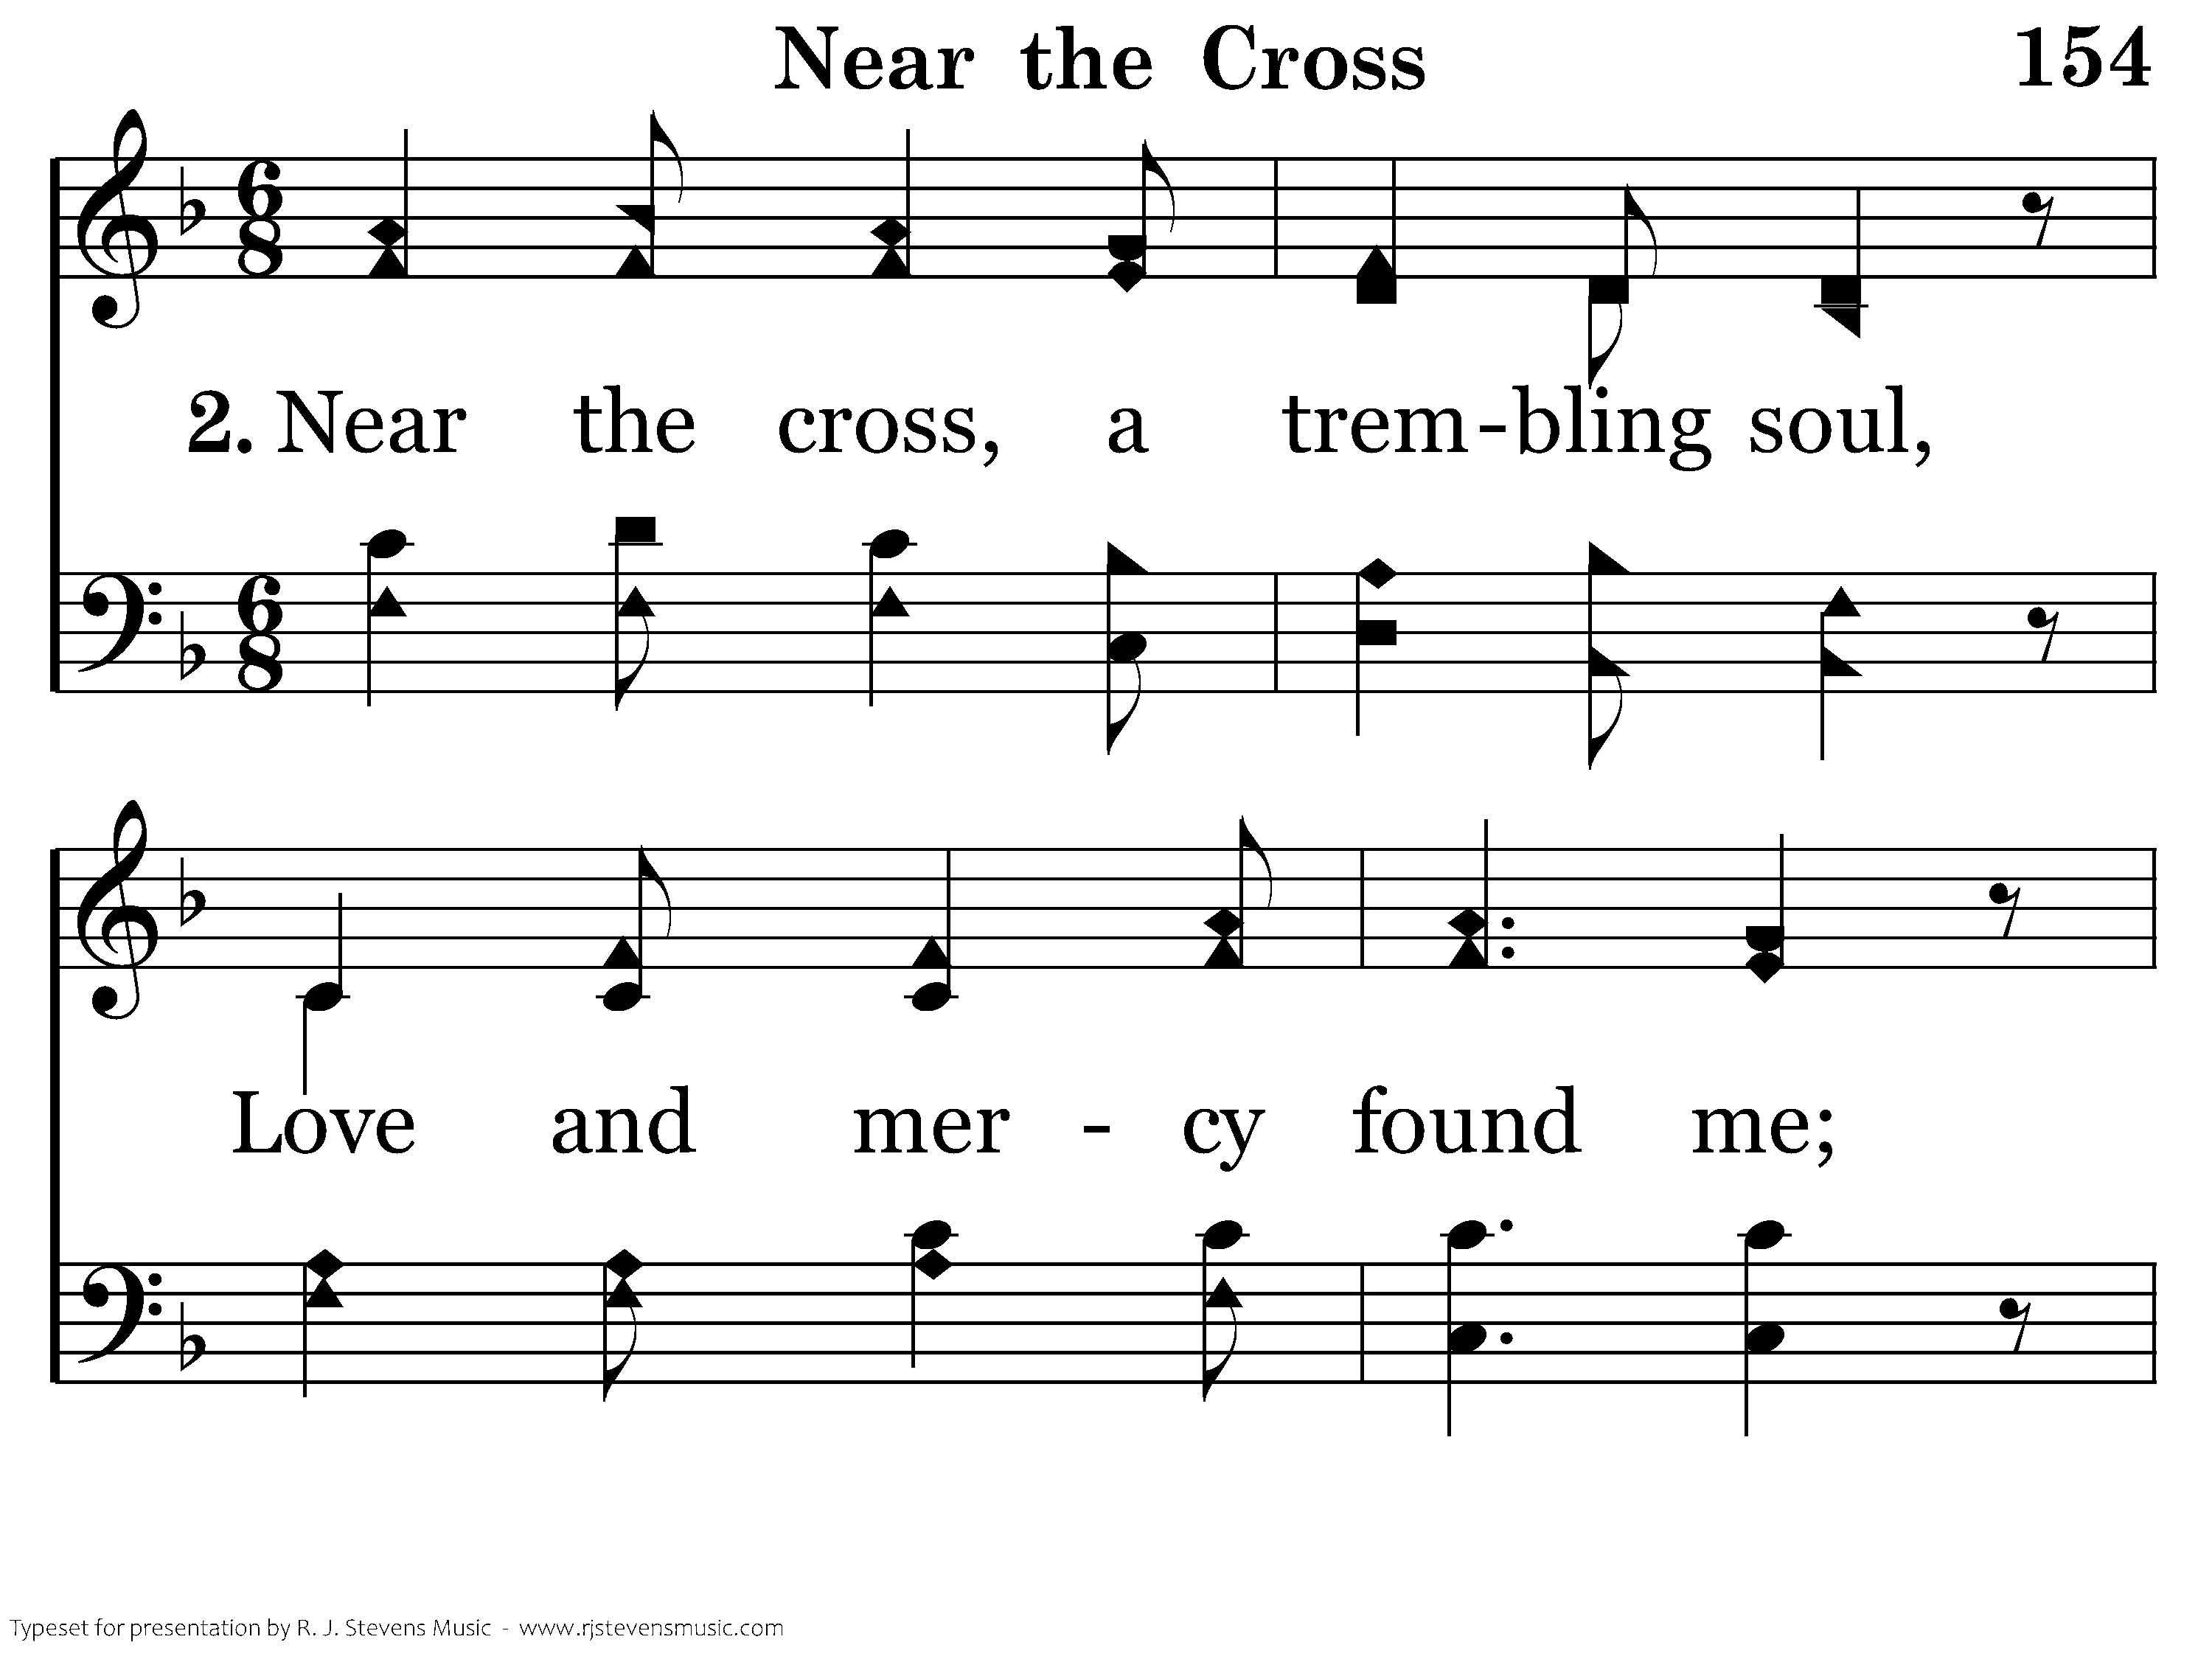 Near the Cross 154
2. Near the cross, a trem-bling soul,
Love and mer - cy found me;
Typeset for presentation by R. J. Stevens Music - www.rjstevensmusic.com